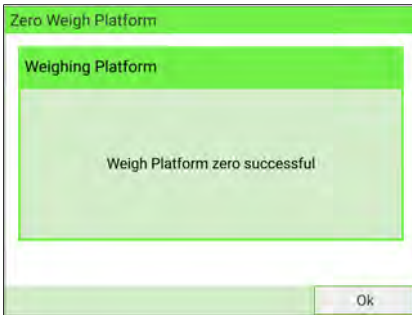 Zero Weigh Platform
Weighing Platform
Weigh Platform zero successful
Ok